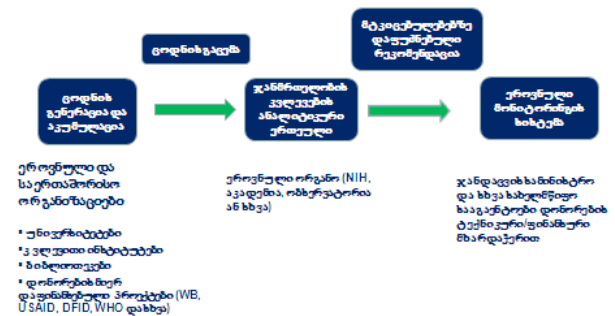 ცოდნის გაცემა
მტკიცებულებებზე
დაფუძნებული
რეკომენდაცია
ცოდნის
გენერაცია და
აკუმულაცია
ჯანმრთელობის
კვლევების
ანალიტიკური
ერთეული
ეროვნული
მონიტორინგის
სისტემა
ეროვნული და
საერთაშორისო
ორგანიზაციები
▪ უნივერსიტეტები
▪კვლევითი ინსტიტუტები
▪ ბიბლიოთეკები
▪ დონორების მიერ
დაფინანსებული პროექტები (WB,
USAID, DFID, WHO და სხვა)
ეროვნული ორგანო (NIH,
აკადემია, ობსერვატორია
ან სხვა)
ჯანდაცვის სამინისტრო
და სხვა სახელმწიფო
სააგენტოები დონორების
ტექნიკური/ფინანსური
მხარდაჭერით